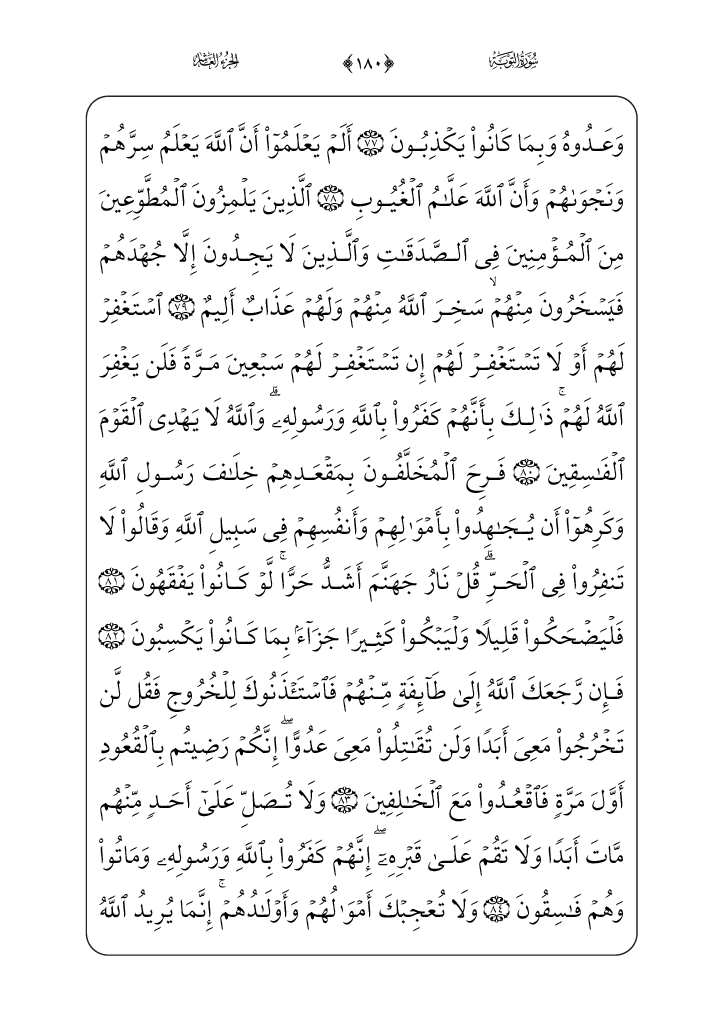 سُورَةُ التَّوۡبَةِ ﴿١٨٠﴾ الجُزۡءُ العَاشِرُ
وَعَدُوهُ وَبِمَا كَانُواْ يَكۡذِبُونَ ٧٧ أَلَمۡ يَعۡلَمُوٓاْ أَنَّ ٱللَّهَ يَعۡلَمُ سِرَّهُمۡ
وَنَجۡوَىٰهُمۡ وَأَنَّ ٱللَّهَ عَلَّٰمُ ٱلۡغُيُوبِ ٧٨ ٱلَّذِينَ يَلۡمِزُونَ ٱلۡمُطَّوِّعِينَ
مِنَ ٱلۡمُؤۡمِنِينَ فِي ٱلصَّدَقَٰتِ وَٱلَّذِينَ لَا يَجِدُونَ إِلَّا جُهۡدَهُمۡ
فَيَسۡخَرُونَ مِنۡهُمۡۙ سَخِرَ ٱللَّهُ مِنۡهُمۡ وَلَهُمۡ عَذَابٌ أَلِيمٌ ٧٩ ٱسۡتَغۡفِرۡ
لَهُمۡ أَوۡ لَا تَسۡتَغۡفِرۡ لَهُمۡ إِن تَسۡتَغۡفِرۡ لَهُمۡ سَبۡعِينَ مَرَّةٗ فَلَن يَغۡفِرَ
ٱللَّهُ لَهُمۡۚ ذَٰلِكَ بِأَنَّهُمۡ كَفَرُواْ بِٱللَّهِ وَرَسُولِهِۦۗ وَٱللَّهُ لَا يَهۡدِي ٱلۡقَوۡمَ
ٱلۡفَٰسِقِينَ ٨٠ فَرِحَ ٱلۡمُخَلَّفُونَ بِمَقۡعَدِهِمۡ خِلَٰفَ رَسُولِ ٱللَّهِ
وَكَرِهُوٓاْ أَن يُجَٰهِدُواْ بِأَمۡوَٰلِهِمۡ وَأَنفُسِهِمۡ فِي سَبِيلِ ٱللَّهِ وَقَالُواْ لَا
تَنفِرُواْ فِي ٱلۡحَرِّۗ قُلۡ نَارُ جَهَنَّمَ أَشَدُّ حَرّٗاۚ لَّوۡ كَانُواْ يَفۡقَهُونَ ٨١
فَلۡيَضۡحَكُواْ قَلِيلٗا وَلۡيَبۡكُواْ كَثِيرٗا جَزَآءَۢ بِمَا كَانُواْ يَكۡسِبُونَ ٨٢
فَإِن رَّجَعَكَ ٱللَّهُ إِلَىٰ طَآئِفَةٖ مِّنۡهُمۡ فَٱسۡتَـٔۡذَنُوكَ لِلۡخُرُوجِ فَقُل لَّن
تَخۡرُجُواْ مَعِيَ أَبَدٗا وَلَن تُقَٰتِلُواْ مَعِيَ عَدُوًّاۖ إِنَّكُمۡ رَضِيتُم بِٱلۡقُعُودِ
أَوَّلَ مَرَّةٖ فَٱقۡعُدُواْ مَعَ ٱلۡخَٰلِفِينَ ٨٣ وَلَا تُصَلِّ عَلَىٰٓ أَحَدٖ مِّنۡهُم
مَّاتَ أَبَدٗا وَلَا تَقُمۡ عَلَىٰ قَبۡرِهِۦٓۖ إِنَّهُمۡ كَفَرُواْ بِٱللَّهِ وَرَسُولِهِۦ وَمَاتُواْ
وَهُمۡ فَٰسِقُونَ ٨٤ وَلَا تُعۡجِبۡكَ أَمۡوَٰلُهُمۡ وَأَوۡلَٰدُهُمۡۚ إِنَّمَا يُرِيدُ ٱللَّهُ